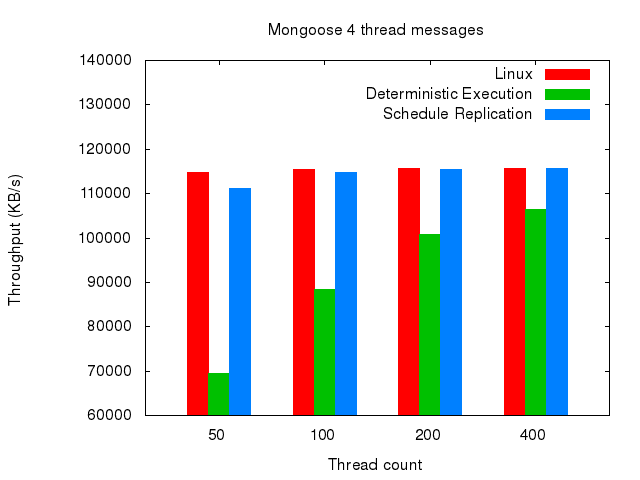 Mongoose 4 thread messages
140000
130000
120000
110000
100000
90000
80000
70000
60000
Throughput (KB/s)
Linux
Deterministic Execution
Schedule Replication
50 100 200 400
Thread count